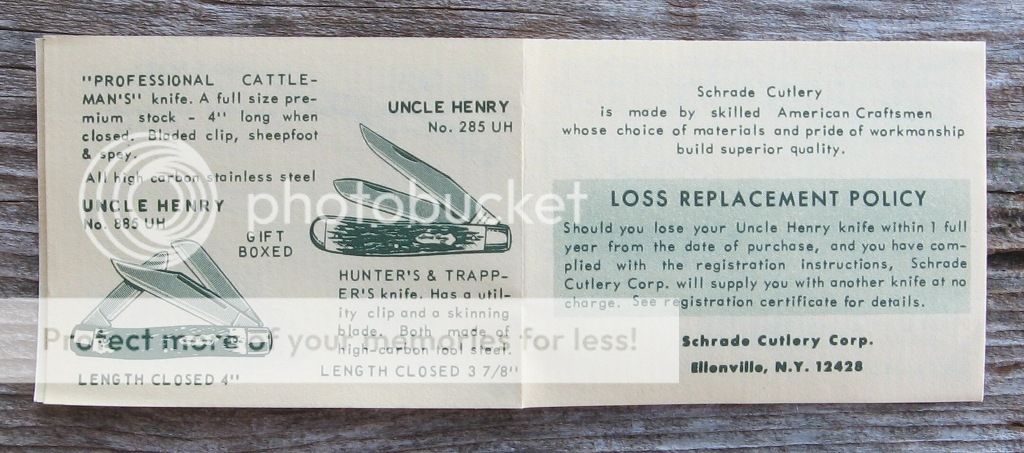 "PROFESSIONAL CATTLE-
MAN'S" knife. A full size pre-
mium stock - 4" long when
closed. Bladed clip, sheepfoot
& spey.
All high carbon stainless steel
UNCLE HENRY
No. 885 UH
GIFT
BOXED
LENGTH CLOSED 4"
UNCLE HENRY
No. 285 UH
HUNTER'S & TRAPP-
ER'S knife. Has a util-
ity clip and a skinning
blade. Both made of
high-carbon tool steel.
LENGTH CLOSED 3 7/8"
Schrade Cutlery
is made by skilled American Craftsmen
whose choice of materials and pride of workmanship
build superior quality.
LOSS REPLACEMENT POLICY
Should you lose your Uncle Henry knife within 1 full
year from the date of purchase, and you have com-
plied with the registration instructions, Schrade
Cutlery Corp. will supply you with another knife at no
charge. See registration certificate for details.
Schrade Cutlery Corp.
Ellenville, N.Y. 12428
photobucket
Protect more of your memories for less!